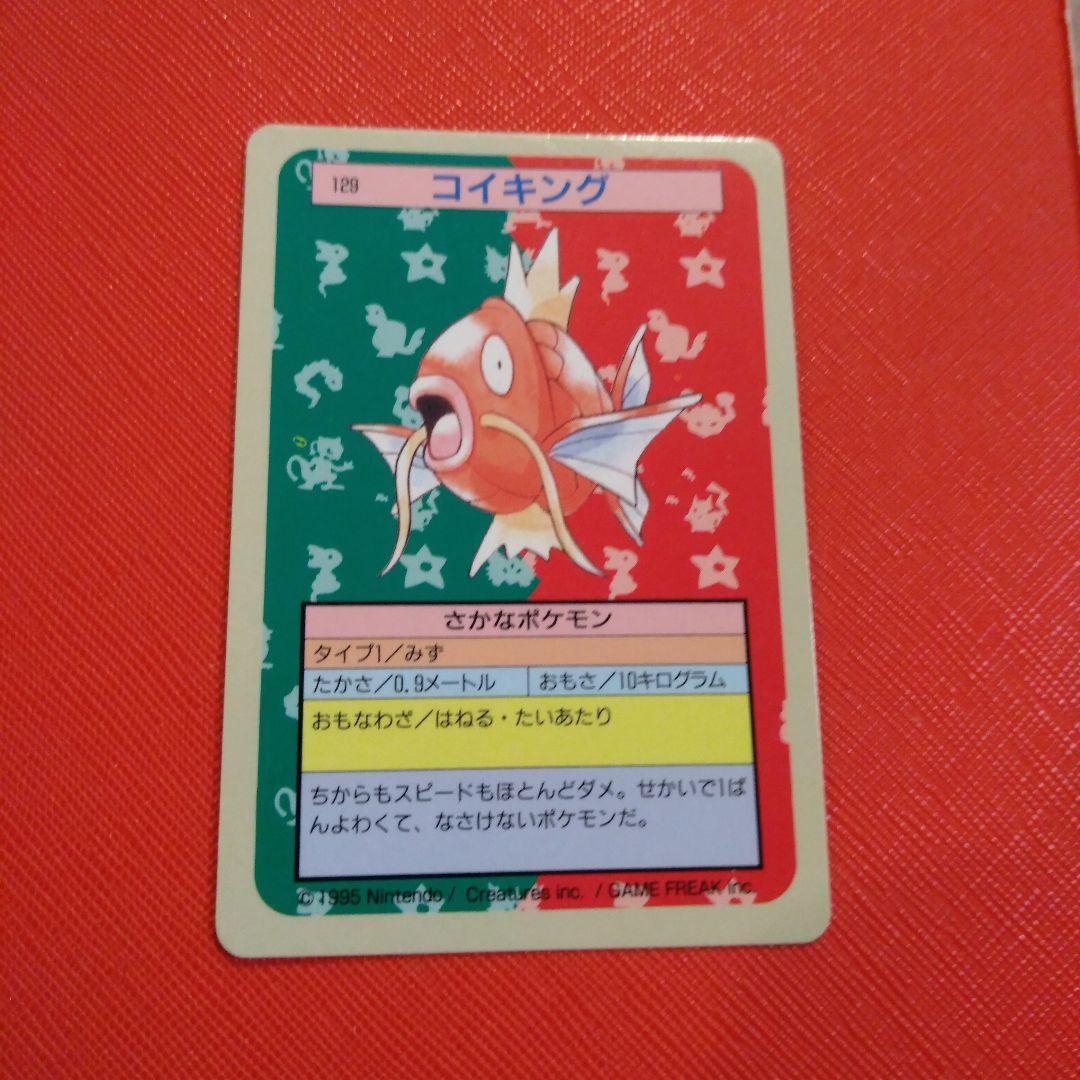 129 コイキング
さかなポケモン
タイプ1/みず
たかさ/0.9メートル おもさ/10キログラム
おもなわざ/はねる・たいあたり
ちからもスピードもほとんどダメ。せかいで1ば
んよわくて、なさけないポケモンだ。
© 1995 Nintendo / Creatures inc. / GAME FREAK inc.